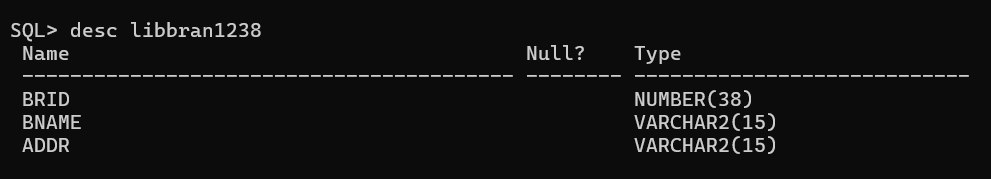 SQL> desc libbran1238
Name Null? Type
----------------------------------------- -------- ----------------------------
BRID NUMBER(38)
BNAME VARCHAR2(15)
ADDR VARCHAR2(15)